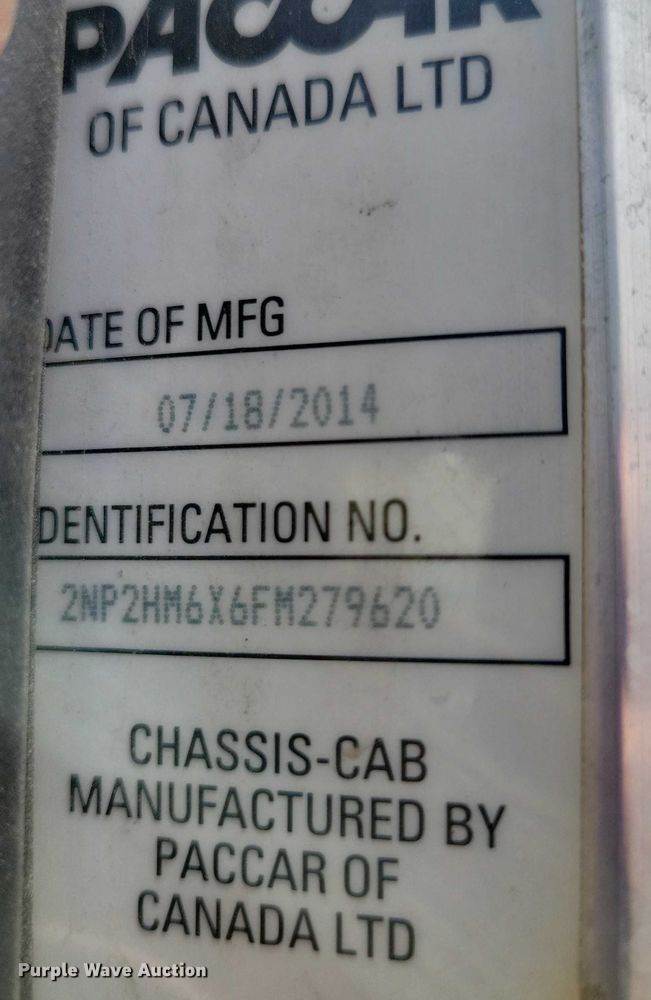 PACCAR
OF CANADA LTD
DATE OF MFG
07/18/2014
IDENTIFICATION NO.
2NP2HM6X6FM279620
CHASSIS-CAB
MANUFACTURED BY
PACCAR OF
CANADA LTD
Purple Wave Auction